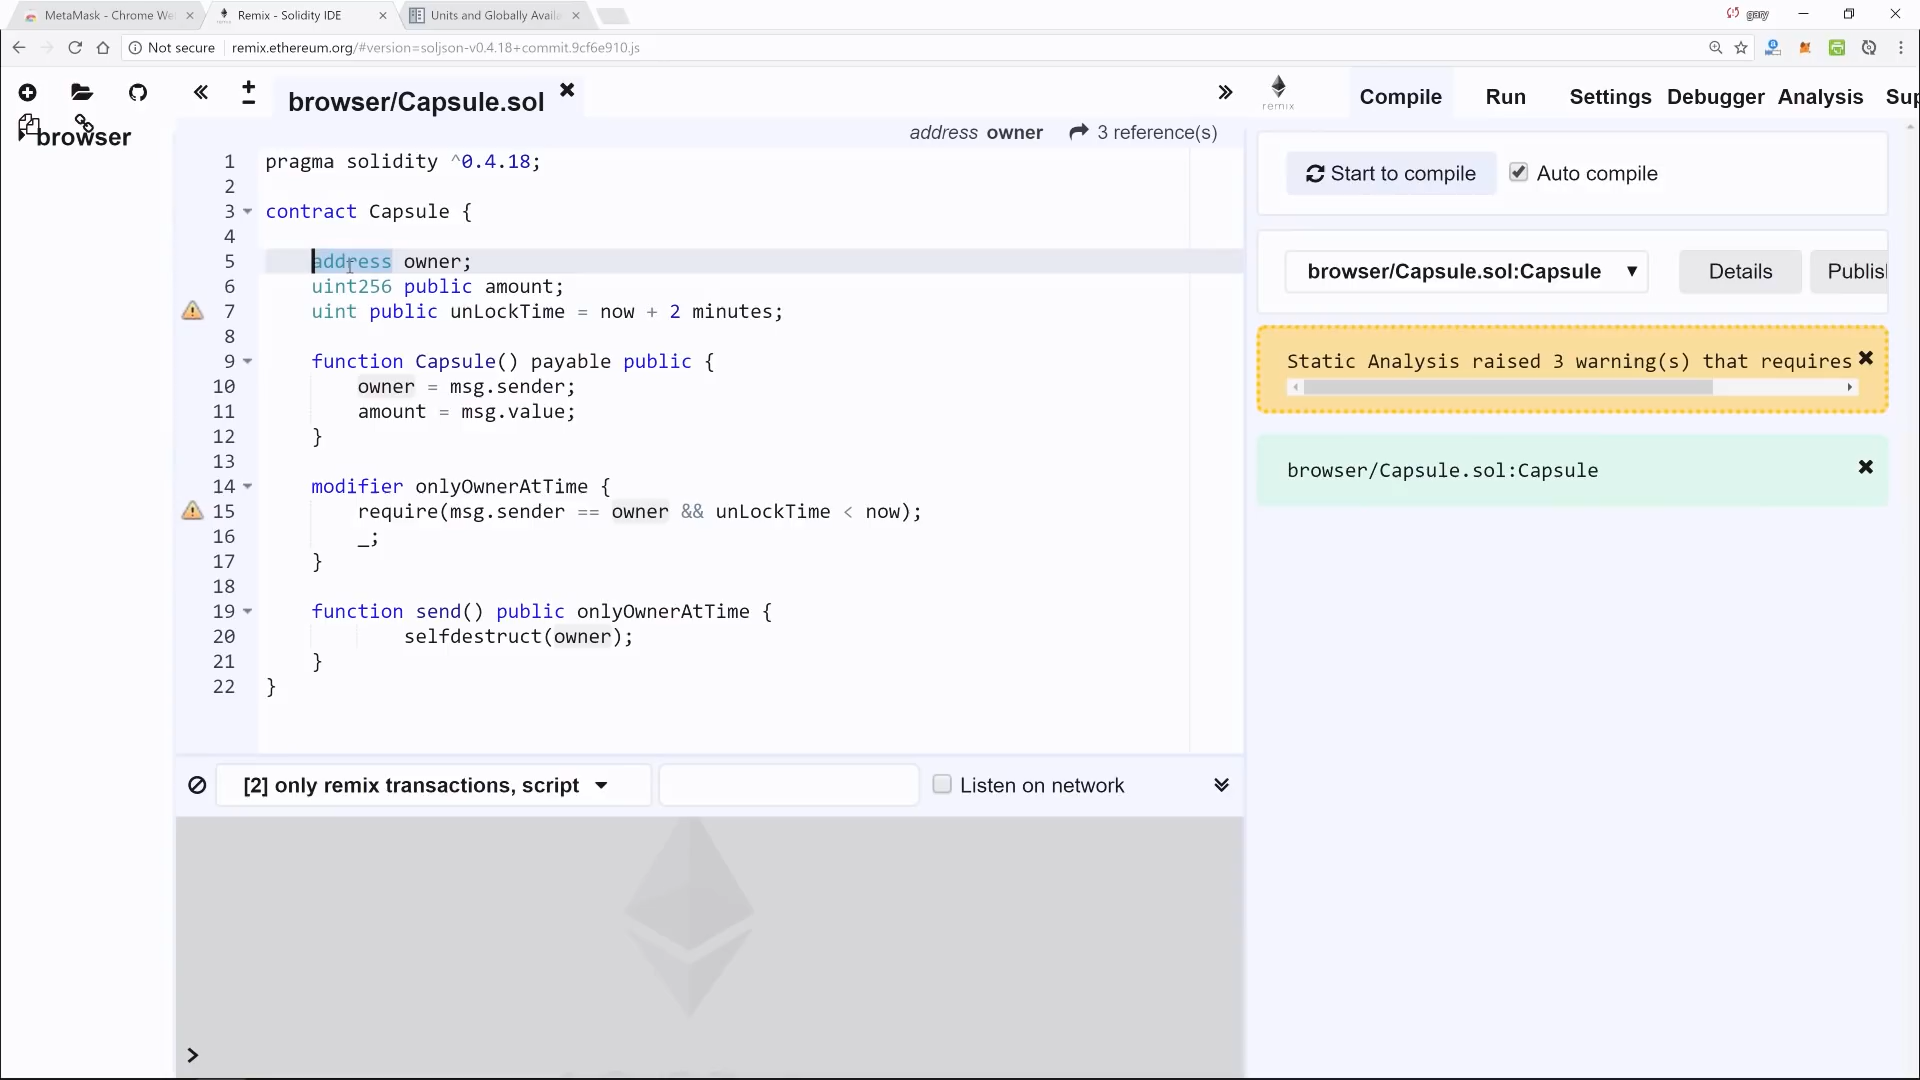 MetaMask - Chrome We
Remix - Solidity IDE
Units and Globally Availa
gary
Not secure
remix.ethereum.org/#version=soljson-v0.4.18+commit.9cf6e910.js
browser
browser/Capsule.sol
address owner 3 reference(s)
1 pragma solidity ^0.4.18;
2
3 contract Capsule {
4
5 address owner;
6 uint256 public amount;
7 uint public unLockTime = now + 2 minutes;
8
9 function Capsule() payable public {
10 owner = msg.sender;
11 amount = msg.value;
12 }
13
14 modifier onlyOwnerAtTime {
15 require(msg.sender == owner && unLockTime < now);
16 _;
17 }
18
19 function send() public onlyOwnerAtTime {
20 selfdestruct(owner);
21 }
22 }
[2] only remix transactions, script
Listen on network
>
remix
Compile Run Settings Debugger Analysis Sup
Start to compile Auto compile
browser/Capsule.sol:Capsule Details Publis
Static Analysis raised 3 warning(s) that requires
browser/Capsule.sol:Capsule